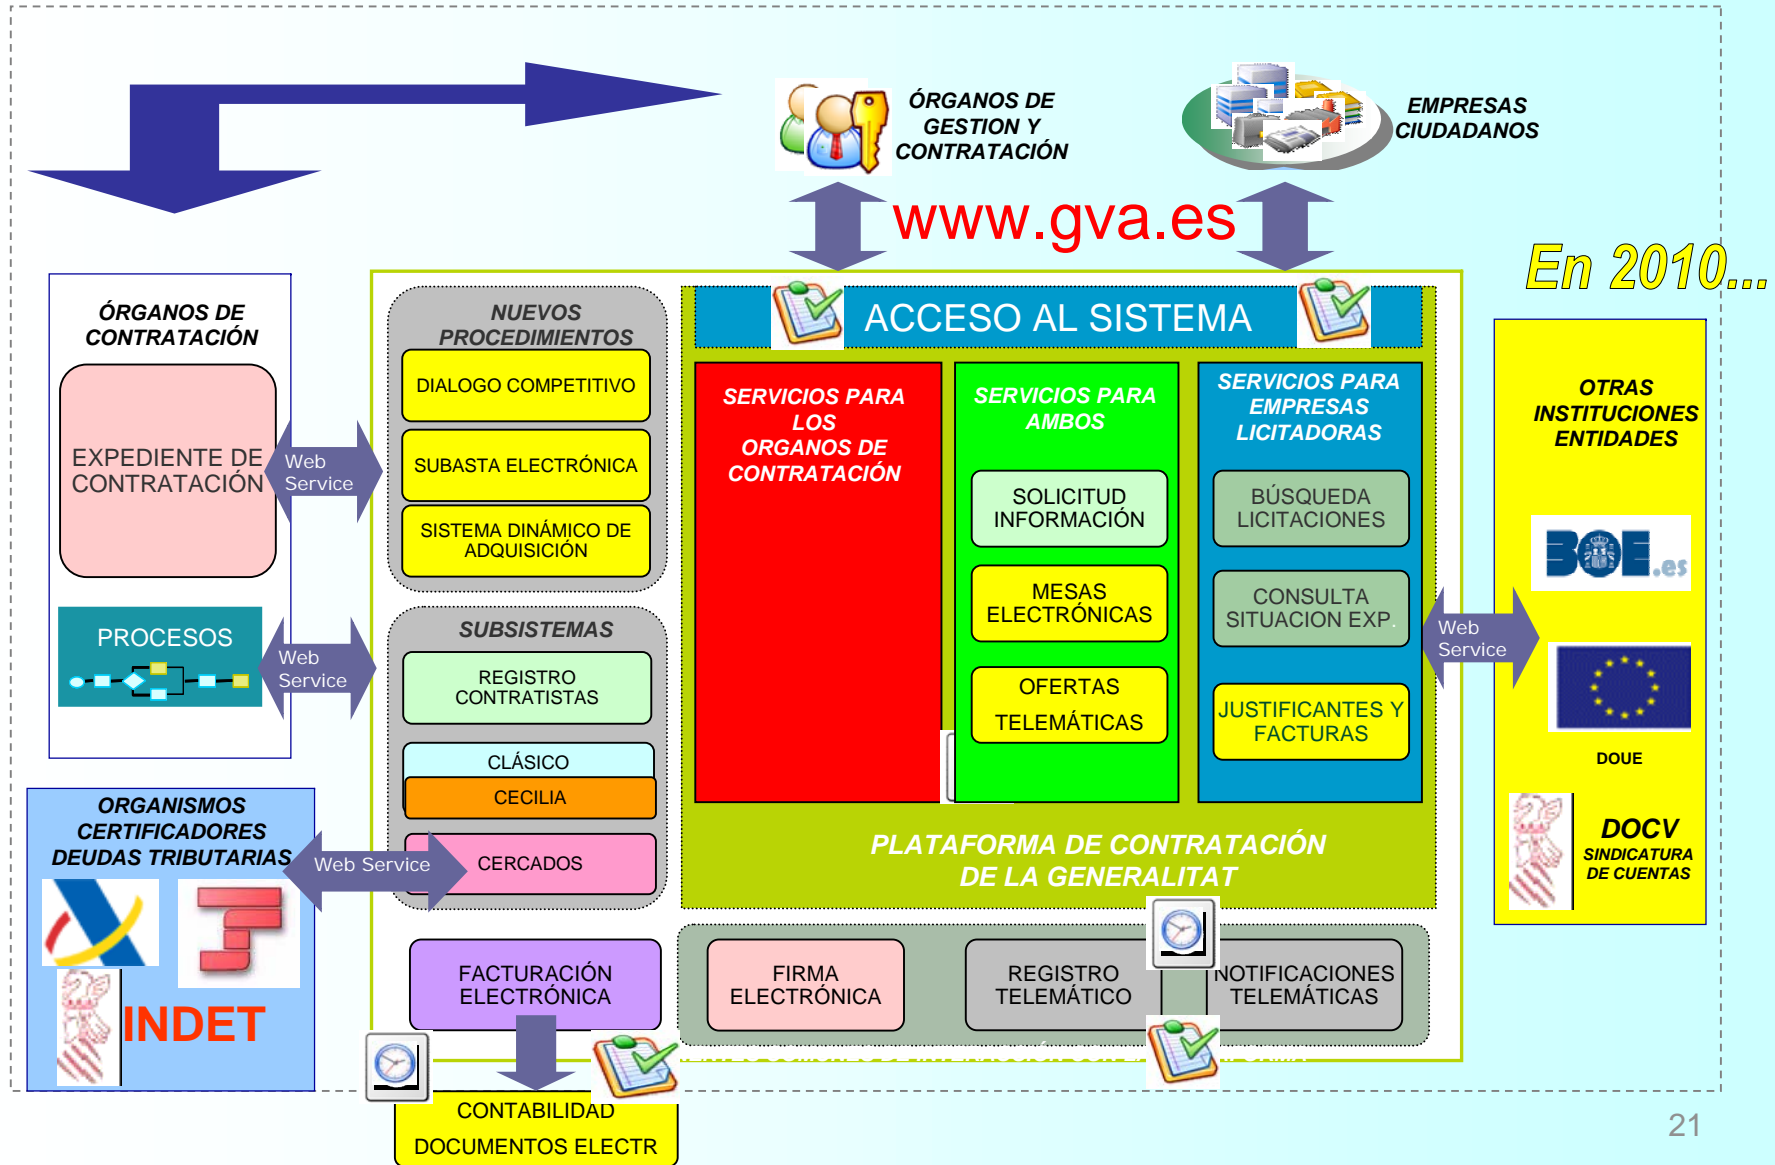 ÓRGANOS DE
GESTION Y
CONTRATACIÓN
EMPRESAS
CIUDADANOS
www.gva.es
En 2010...
ÓRGANOS DE
CONTRATACIÓN
EXPEDIENTE DE
CONTRATACIÓN
Web
Service
PROCESOS
Web
Service
NUEVOS
PROCEDIMIENTOS
DIALOGO COMPETITIVO
SUBASTA ELECTRÓNICA
SISTEMA DINÁMICO DE
ADQUISICIÓN
SUBSISTEMAS
REGISTRO
CONTRATISTAS
CLÁSICO
CECILIA
CERCADOS
ACCESO AL SISTEMA
SERVICIOS PARA
LOS
ORGANOS DE
CONTRATACIÓN
SERVICIOS PARA
AMBOS
SOLICITUD
INFORMACIÓN
MESAS
ELECTRÓNICAS
OFERTAS
TELEMÁTICAS
SERVICIOS PARA
EMPRESAS
LICITADORAS
BÚSQUEDA
LICITACIONES
CONSULTA
SITUACION EXP.
JUSTIFICANTES Y
FACTURAS
PLATAFORMA DE CONTRATACIÓN
DE LA GENERALITAT
Web
Service
OTRAS
INSTITUCIONES
ENTIDADES
BOE.es
DOUE
DOCV
SINDICATURA
DE CUENTAS
ORGANISMOS
CERTIFICADORES
DEUDAS TRIBUTARIAS
Web Service
INDET
FACTURACIÓN
ELECTRÓNICA
FIRMA
ELECTRÓNICA
REGISTRO
TELEMÁTICO
NOTIFICACIONES
TELEMÁTICAS
CONTABILIDAD
DOCUMENTOS ELECTR
21